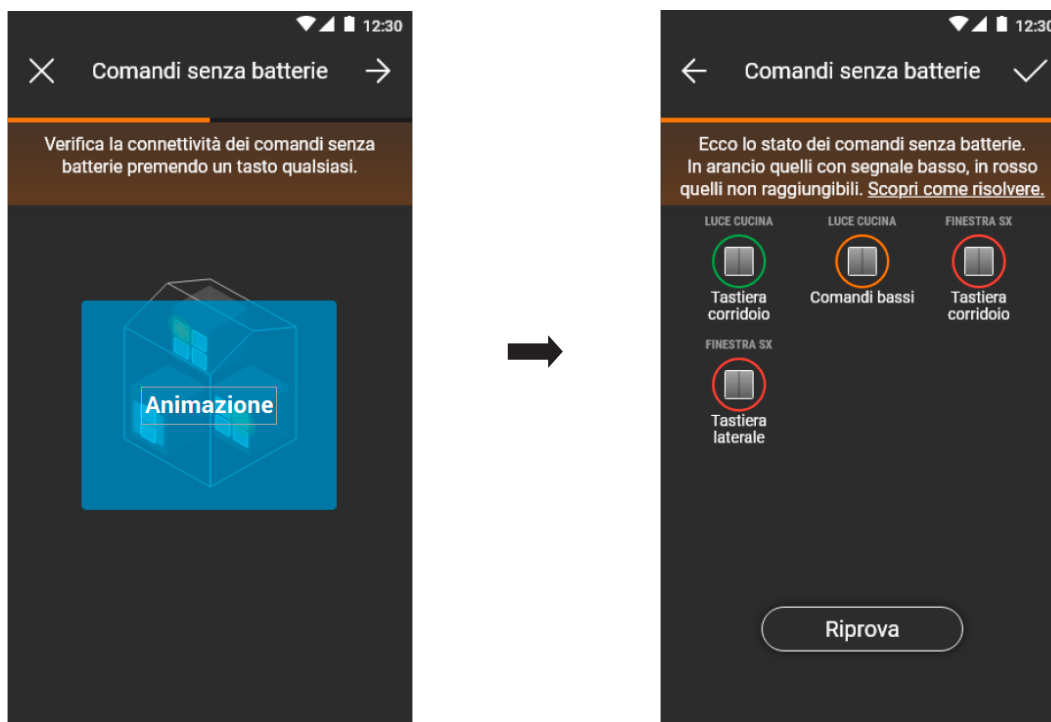 12:30
Comandi senza batterie
Verifica la connettività dei comandi senza
batterie premendo un tasto qualsiasi.
Animazione
12:30
Comandi senza batterie
Ecco lo stato dei comandi senza batterie.
In arancio quelli con segnale basso, in rosso
quelli non raggiungibili. Scopri come risolvere.
LUCE CUCINA
Tastiera
corridoio
LUCE CUCINA
Comandi bassi
FINESTRA SX
Tastiera
corridoio
FINESTRA SX
Tastiera
laterale
Riprova